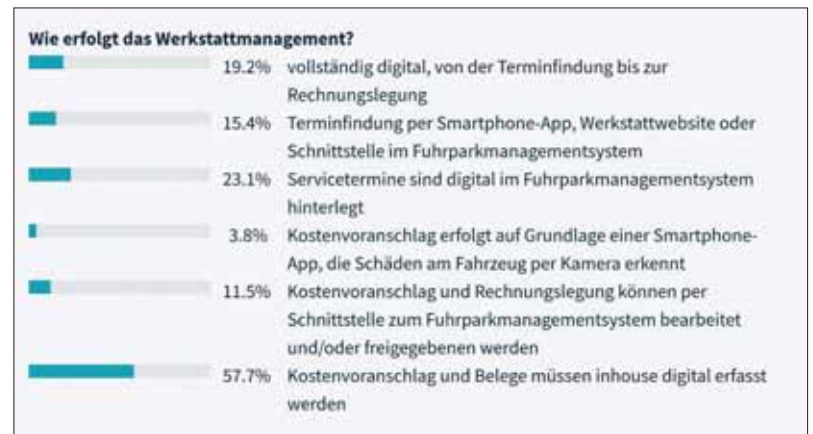 Wie erfolgt das Werkstattmanagement?
19.2% vollständig digital, von der Terminfindung bis zur
Rechnungslegung
15.4% Terminfindung per Smartphone-App, Werkstattwebsite oder
Schnittstelle im Fuhrparkmanagementsystem
23.1% Servicetermine sind digital im Fuhrparkmanagementsystem
hinterlegt
3.8% Kostenvoranschlag erfolgt auf Grundlage einer Smartphone-
App, die Schäden am Fahrzeug per Kamera erkennt
11.5% Kostenvoranschlag und Rechnungslegung können per
Schnittstelle zum Fuhrparkmanagementsystem bearbeitet
und/oder freigegebenen werden
57.7% Kostenvoranschlag und Belege müssen inhouse digital erfasst
werden